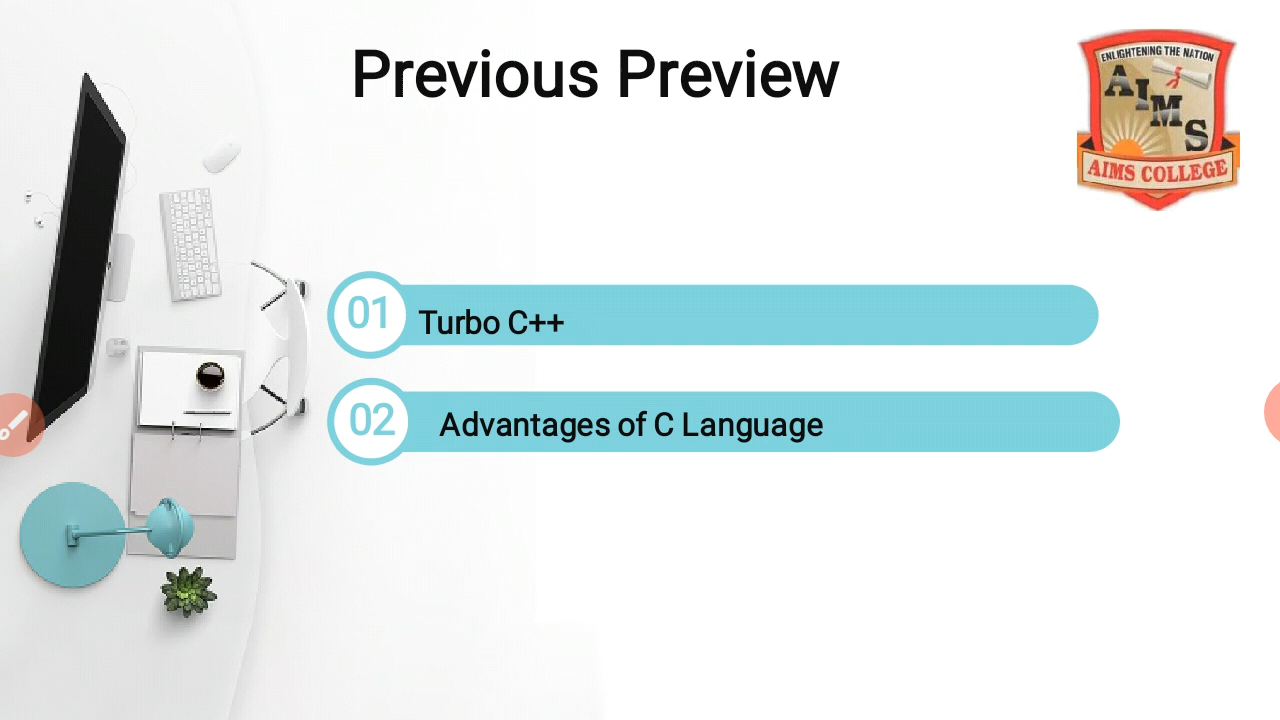 Previous Preview
ENLIGHTENING THE NATION
AIMS
AIMS COLLEGE
01 Turbo C++
02 Advantages of C Language